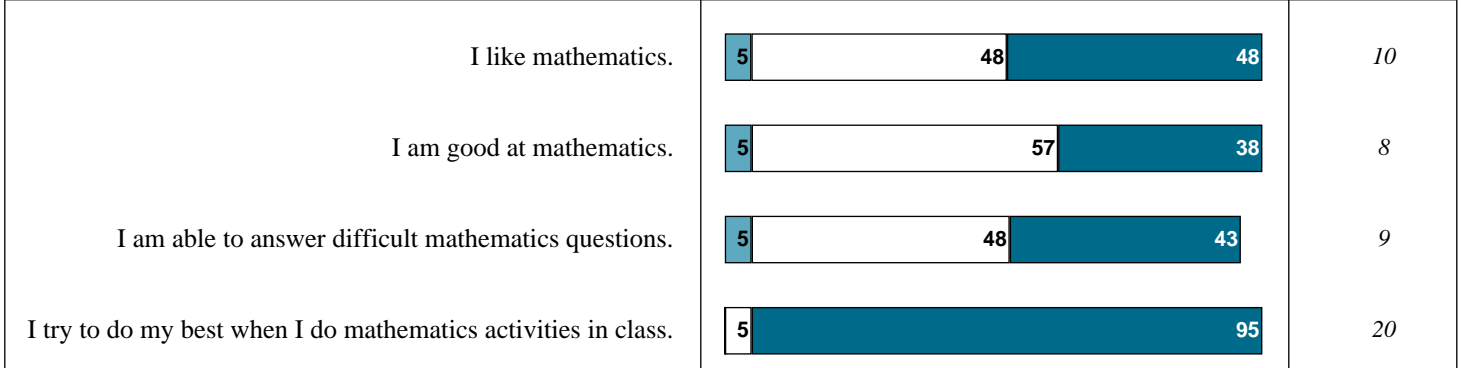 I like mathematics. 5 48 48 10
I am good at mathematics. 5 57 38 8
I am able to answer difficult mathematics questions. 5 48 43 9
I try to do my best when I do mathematics activities in class. 5 95 20